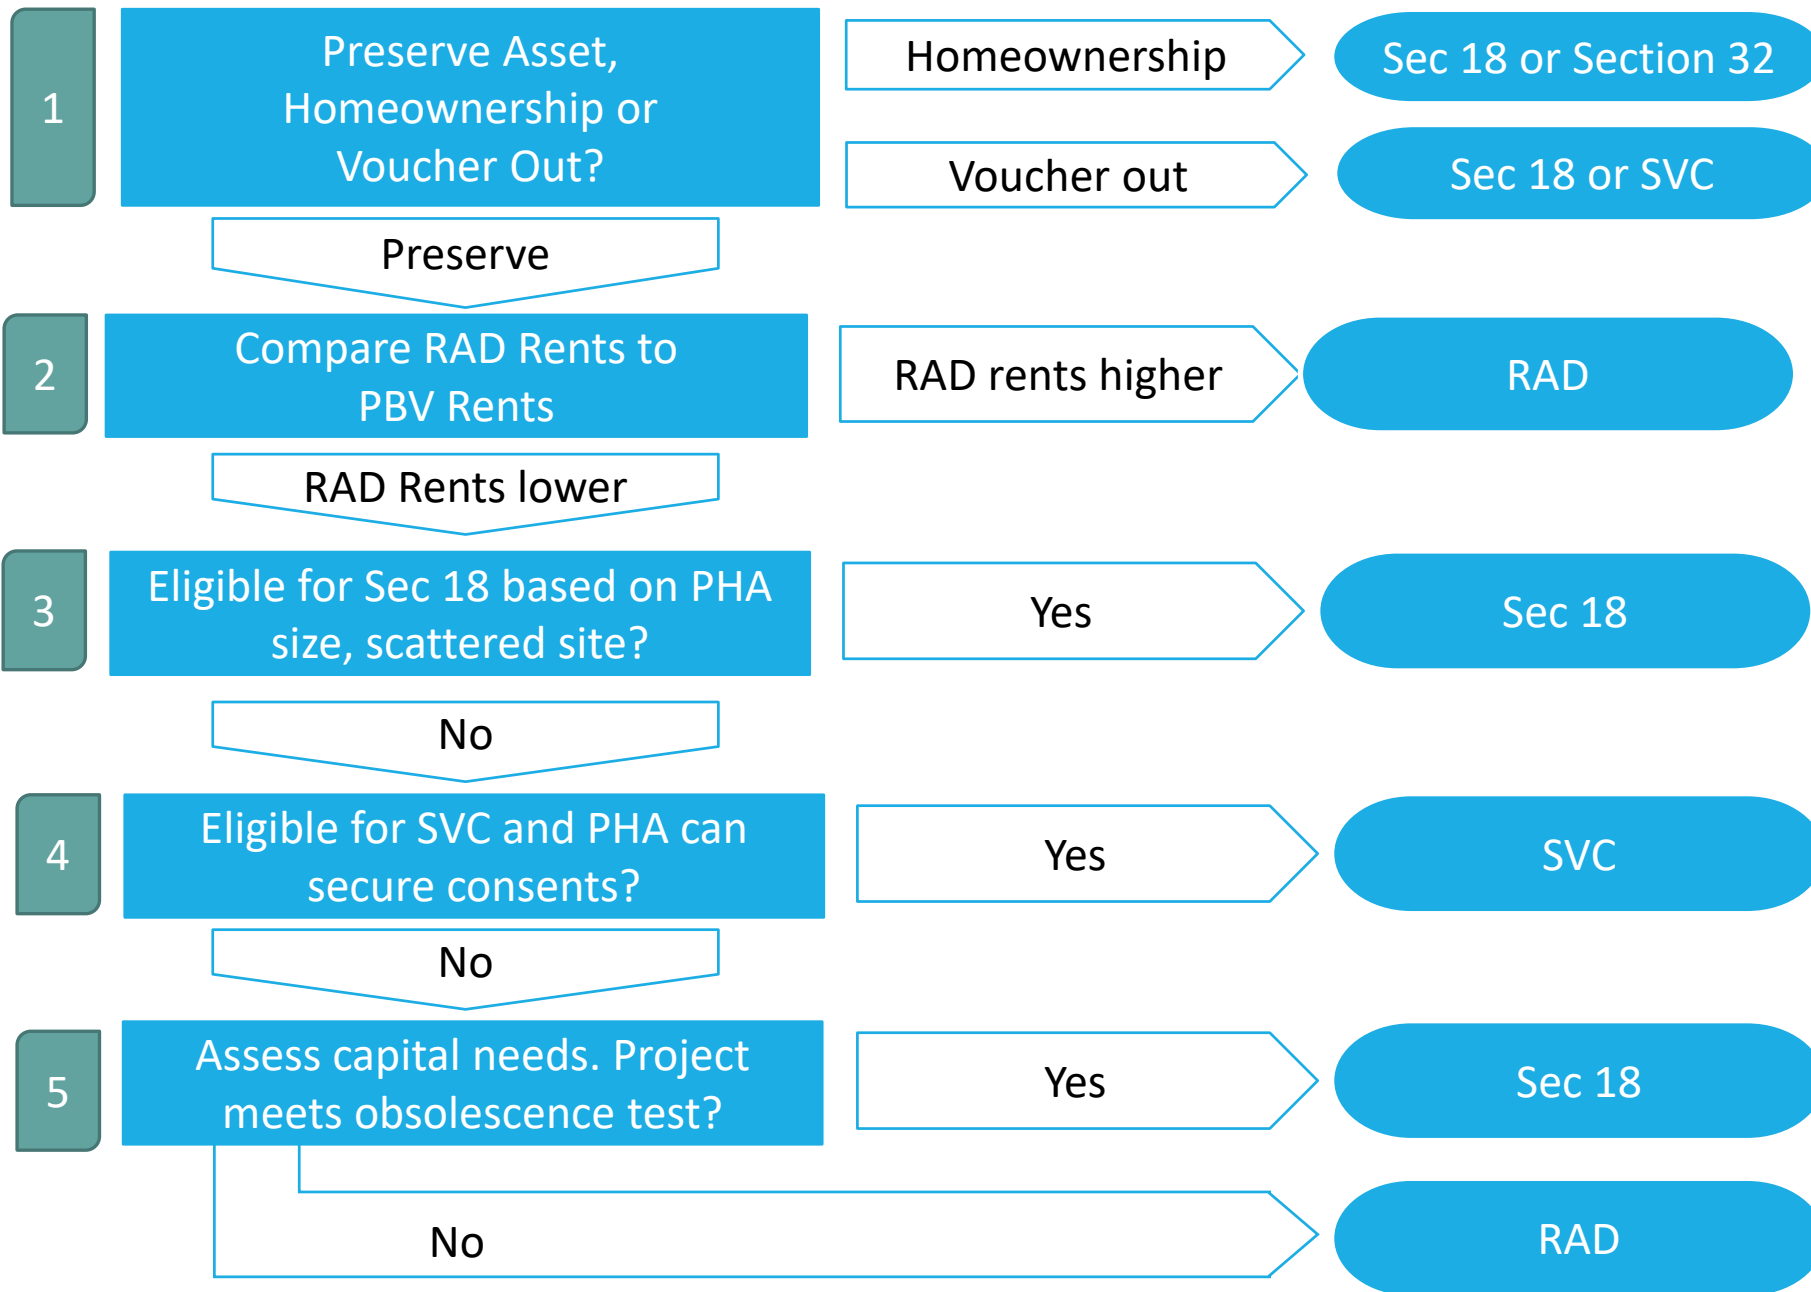 1
Preserve Asset,
Homeownership or
Voucher Out?
Homeownership
Sec 18 or Section 32
Voucher out
Sec 18 or SVC
Preserve
2
Compare RAD Rents to
PBV Rents
RAD rents higher
RAD
RAD Rents lower
3
Eligible for Sec 18 based on PHA
size, scattered site?
Yes
Sec 18
No
4
Eligible for SVC and PHA can
secure consents?
Yes
SVC
No
5
Assess capital needs. Project
meets obsolescence test?
Yes
Sec 18
No
RAD